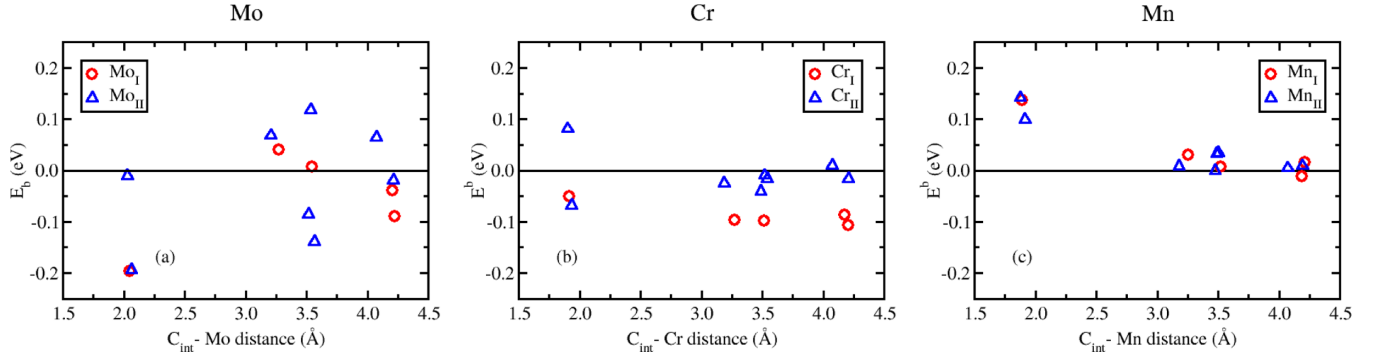 Mo
Cr
Mn
0.2
0.1
0.0
-0.1
-0.2
E_b (eV)
Mo_I
Mo_II
(a)
1.5 2.0 2.5 3.0 3.5 4.0 4.5
C_int- Mo distance (Å)
0.2
0.1
0.0
-0.1
-0.2
E^b (eV)
Cr_I
Cr_II
(b)
1.5 2.0 2.5 3.0 3.5 4.0 4.5
C_int- Cr distance (Å)
0.2
0.1
0.0
-0.1
-0.2
E^b (eV)
Mn_I
Mn_II
(c)
1.5 2.0 2.5 3.0 3.5 4.0 4.5
C_int- Mn distance (Å)